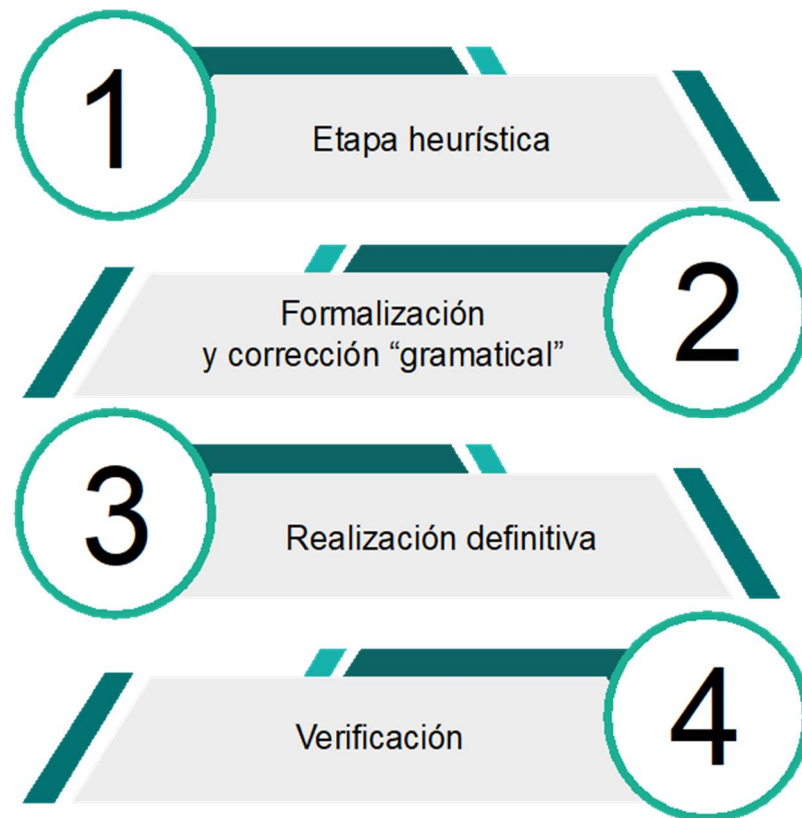 1
Etapa heurística
Formalización
y corrección “gramatical”
2
3
Realización definitiva
Verificación
4